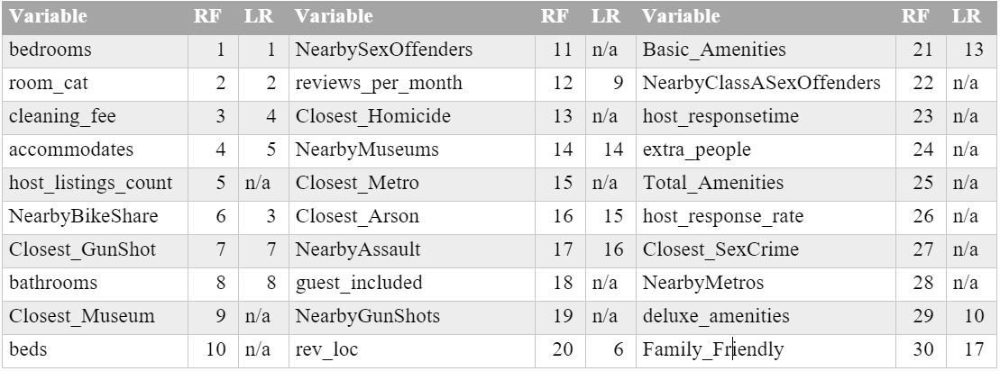 Variable RF LR Variable RF LR Variable RF LR
bedrooms 1 1 NearbySexOffenders 11 n/a Basic_Amenities 21 13
room_cat 2 2 reviews_per_month 12 9 NearbyClassASexOffenders 22 n/a
cleaning_fee 3 4 Closest_Homicide 13 n/a host_responsetime 23 n/a
accommodates 4 5 NearbyMuseums 14 14 extra_people 24 n/a
host_listings_count 5 n/a Closest_Metro 15 n/a Total_Amenities 25 n/a
NearbyBikeShare 6 3 Closest_Arson 16 15 host_response_rate 26 n/a
Closest_GunShot 7 7 NearbyAssault 17 16 Closest_SexCrime 27 n/a
bathrooms 8 8 guest_included 18 n/a NearbyMetros 28 n/a
Closest_Museum 9 n/a NearbyGunShots 19 n/a deluxe_amenities 29 10
beds 10 n/a rev_loc 20 6 Family_Friendly 30 17